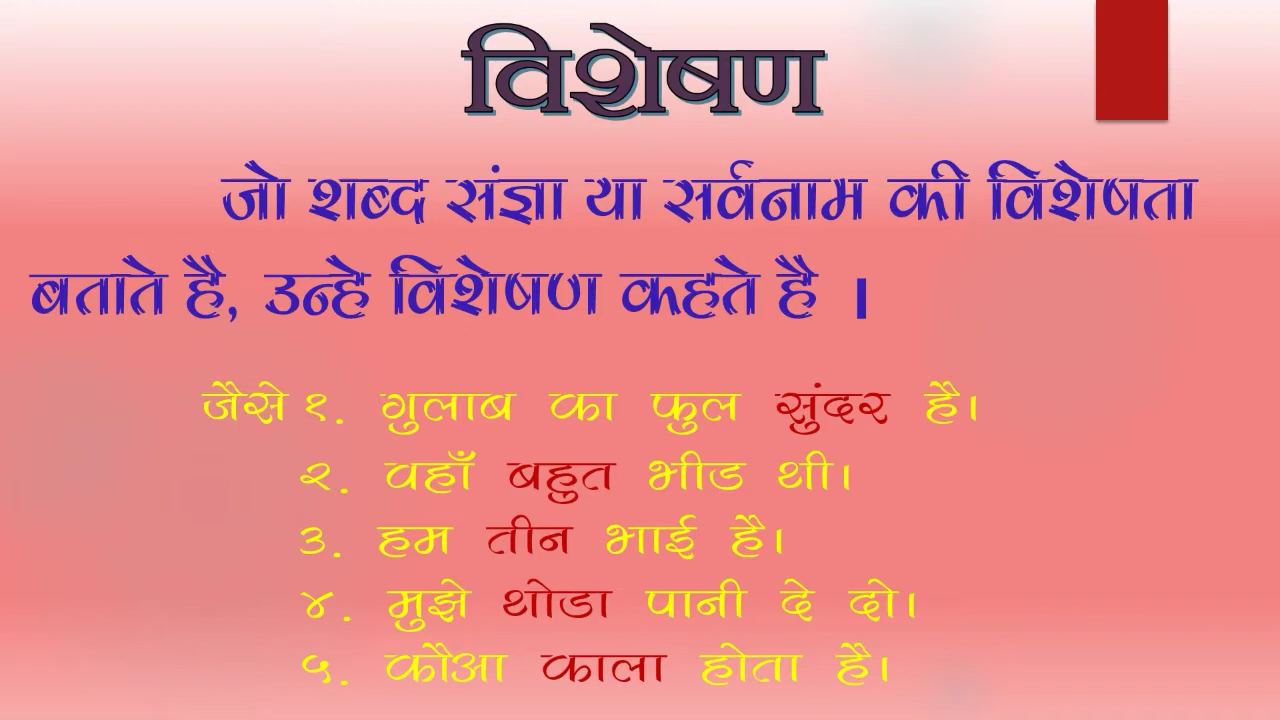 विशेषण
जो शब्द संज्ञा या सर्वनाम की विशेषता
बताते है, उन्हे विशेषण कहते है ।
जैसे १. गुलाब का फुल सुंदर है।
२. वहाँ बहुत भीड थी।
३. हम तीन भाई है।
४. मुझे थोडा पानी दे दो।
५. कौआ काला होता है।